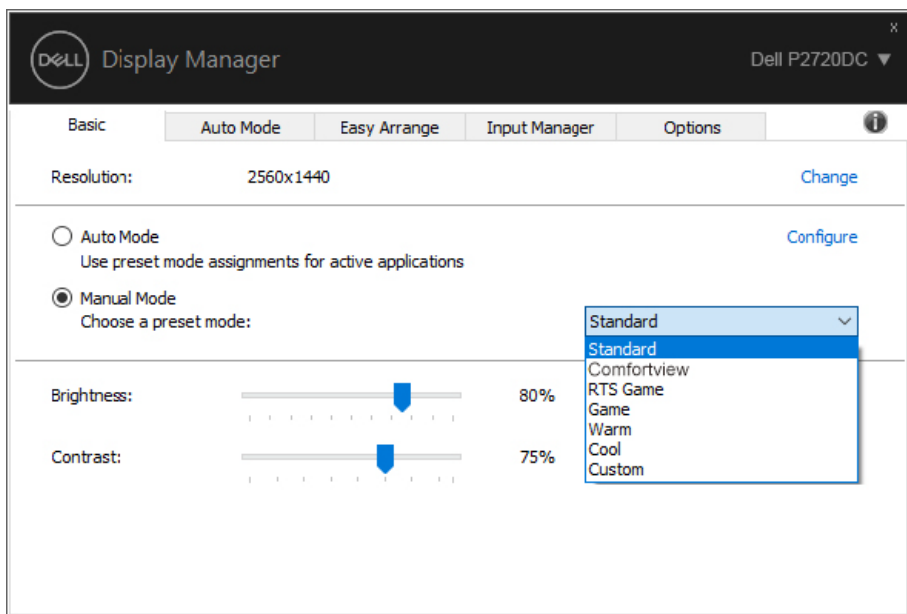 x
DELL Display Manager
Dell P2720DC ▼
Basic Auto Mode Easy Arrange Input Manager Options
Resolution: 2560x1440 Change
Auto Mode Configure
Use preset mode assignments for active applications
Manual Mode
Choose a preset mode: Standard
Standard
Comfortview
RTS Game
Game
Warm
Cool
Custom
Brightness: 80%
Contrast: 75%